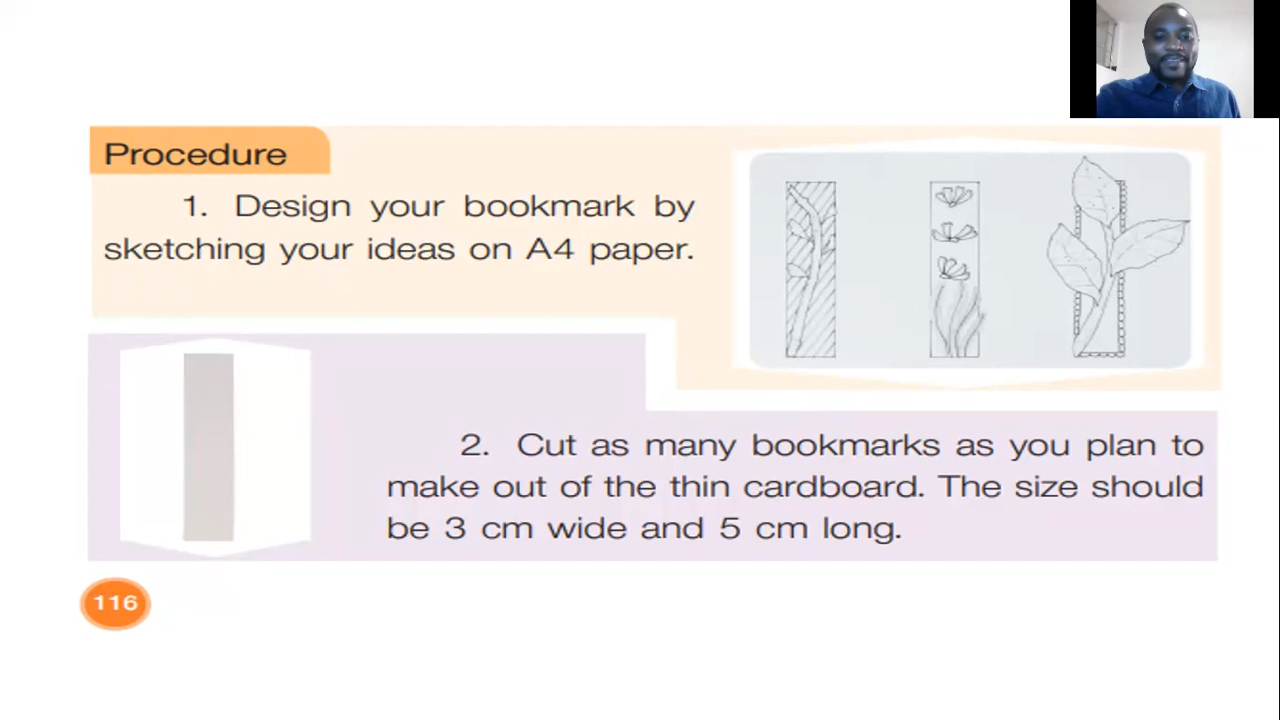 Procedure
1. Design your bookmark by
sketching your ideas on A4 paper.
2. Cut as many bookmarks as you plan to
make out of the thin cardboard. The size should
be 3 cm wide and 5 cm long.
116